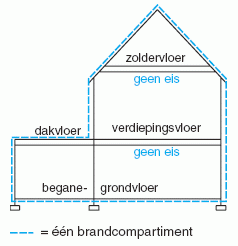 zoldervloer
geen eis
dakvloer
verdiepingsvloer
geen eis
begane- grondvloer
= één brandcompartiment